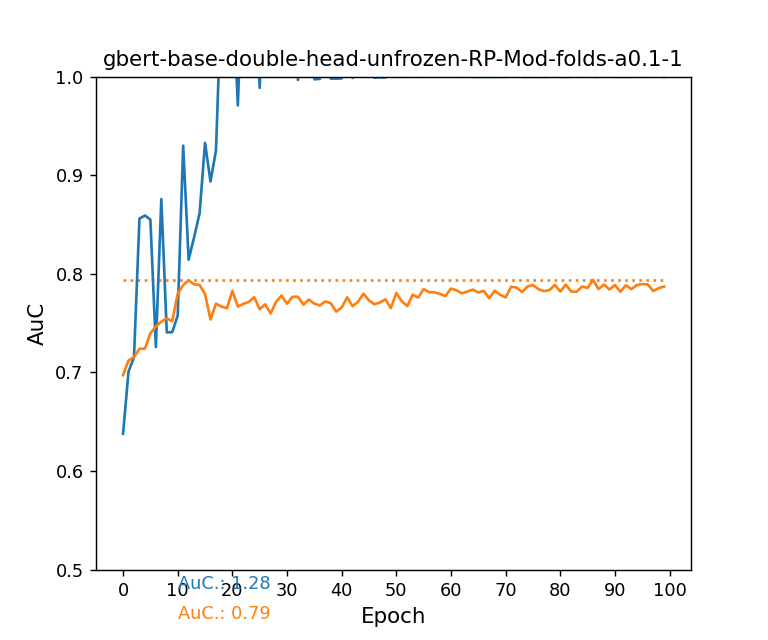 gbert-base-double-head-unfrozen-RP-Mod-folds-a0.1-1
1.0
0.9
0.8
0.7
0.6
0.5
AuC
AuC.: 1.28
0 10 20 30 40 50 60 70 80 90 100
AuC.: 0.79
Epoch